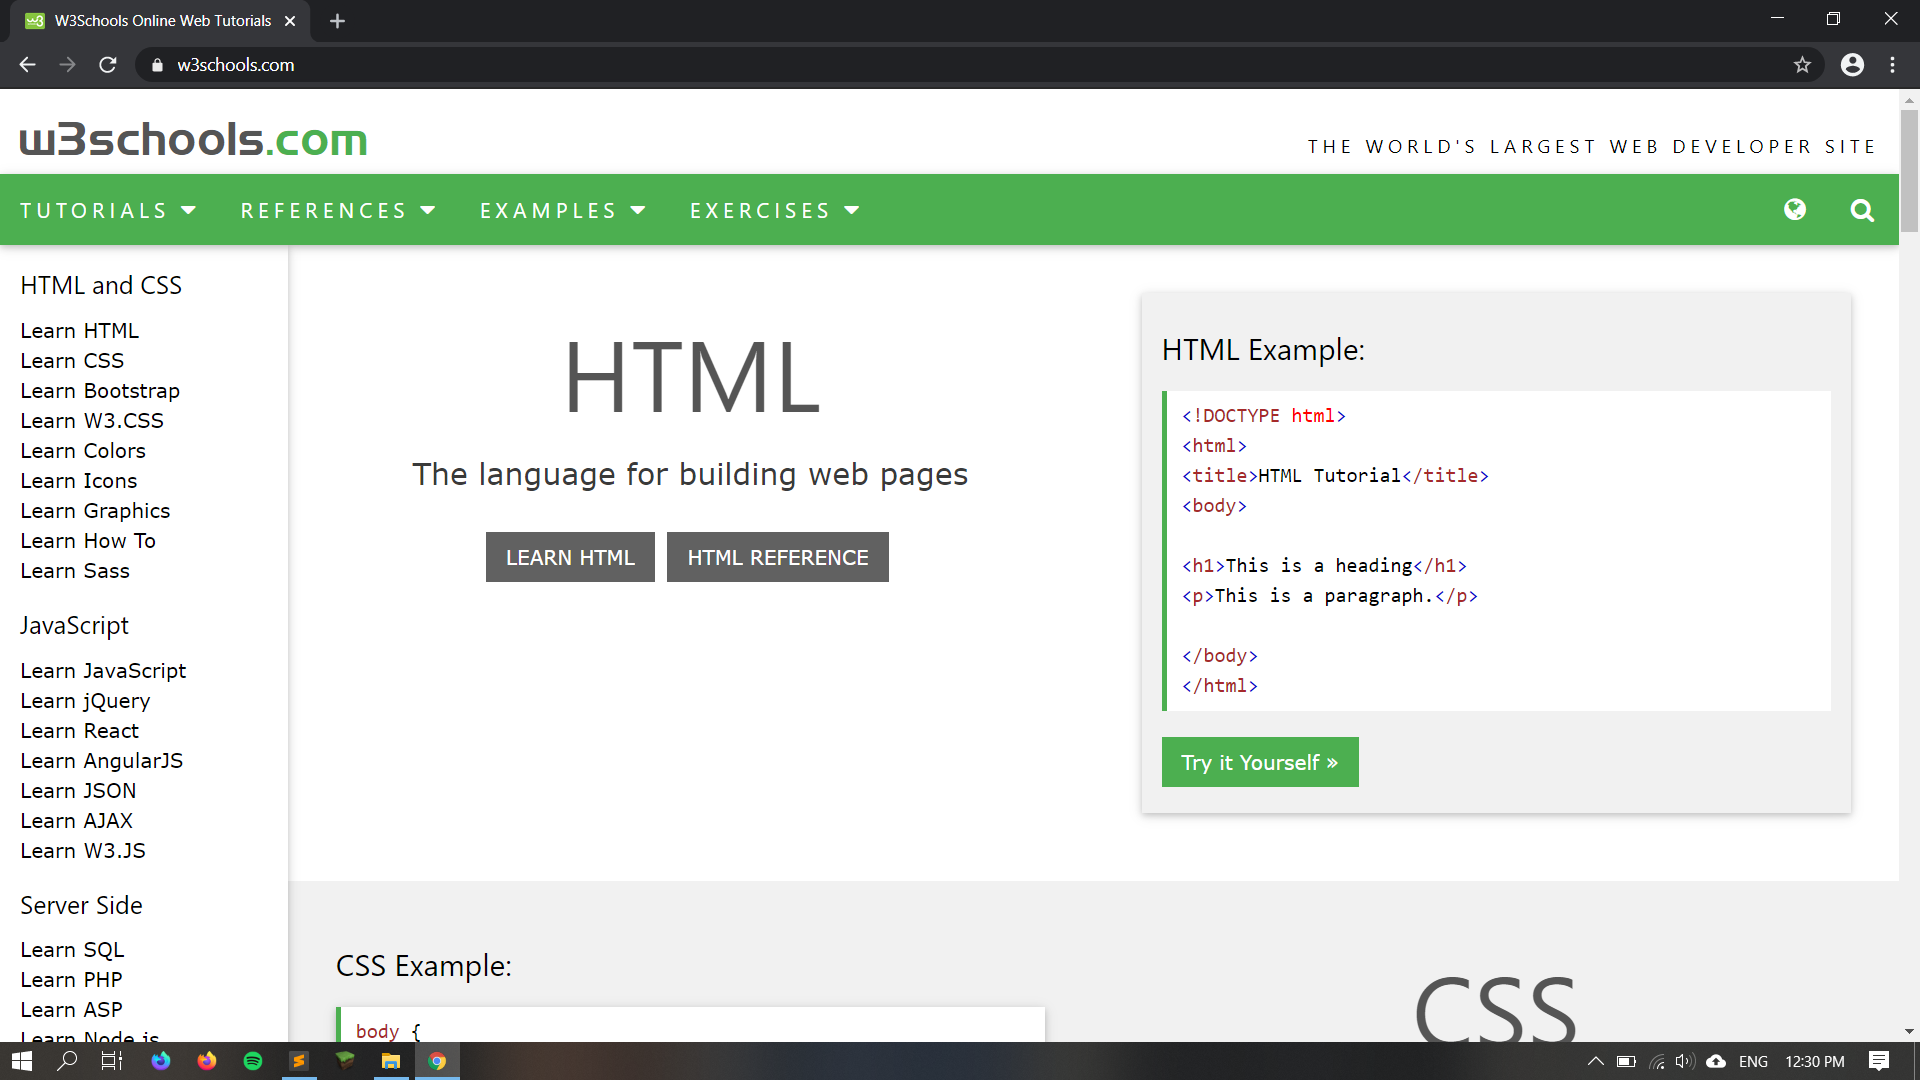 W3Schools Online Web Tutorials
w3schools.com
w3schools.com
THE WORLD'S LARGEST WEB DEVELOPER SITE
TUTORIALS REFERENCES EXAMPLES EXERCISES
HTML and CSS
Learn HTML
Learn CSS
Learn Bootstrap
Learn W3.CSS
Learn Colors
Learn Icons
Learn Graphics
Learn How To
Learn Sass
JavaScript
Learn JavaScript
Learn jQuery
Learn React
Learn AngularJS
Learn JSON
Learn AJAX
Learn W3.JS
Server Side
Learn SQL
Learn PHP
Learn ASP
Learn Node.js
HTML
The language for building web pages
LEARN HTML HTML REFERENCE
HTML Example:
<!DOCTYPE html>
<html>
<title>HTML Tutorial</title>
<body>
<h1>This is a heading</h1>
<p>This is a paragraph.</p>
</body>
</html>
Try it Yourself »
CSS Example:
body {
CSS
ENG 12:30 PM